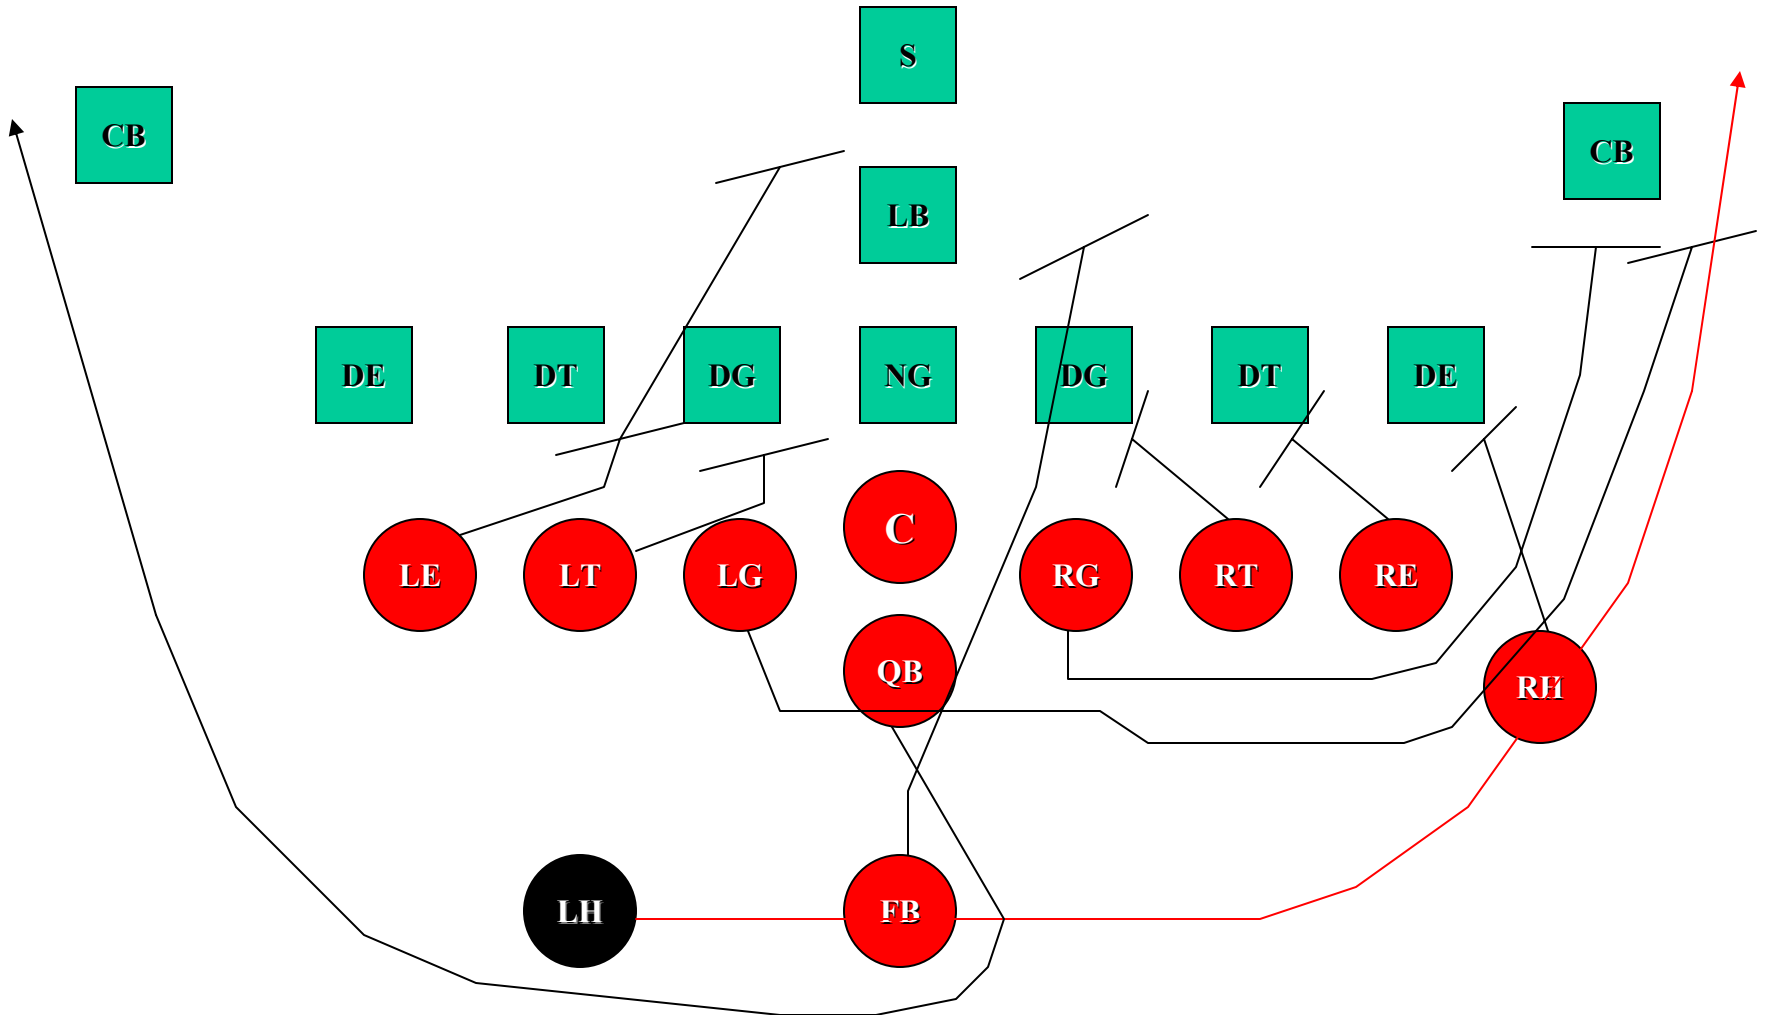 S
CB
CB
LB
DE
DT
DG
NG
DG
DT
DE
C
LE
LT
LG
RG
RT
RE
QB
RH
LH
FB